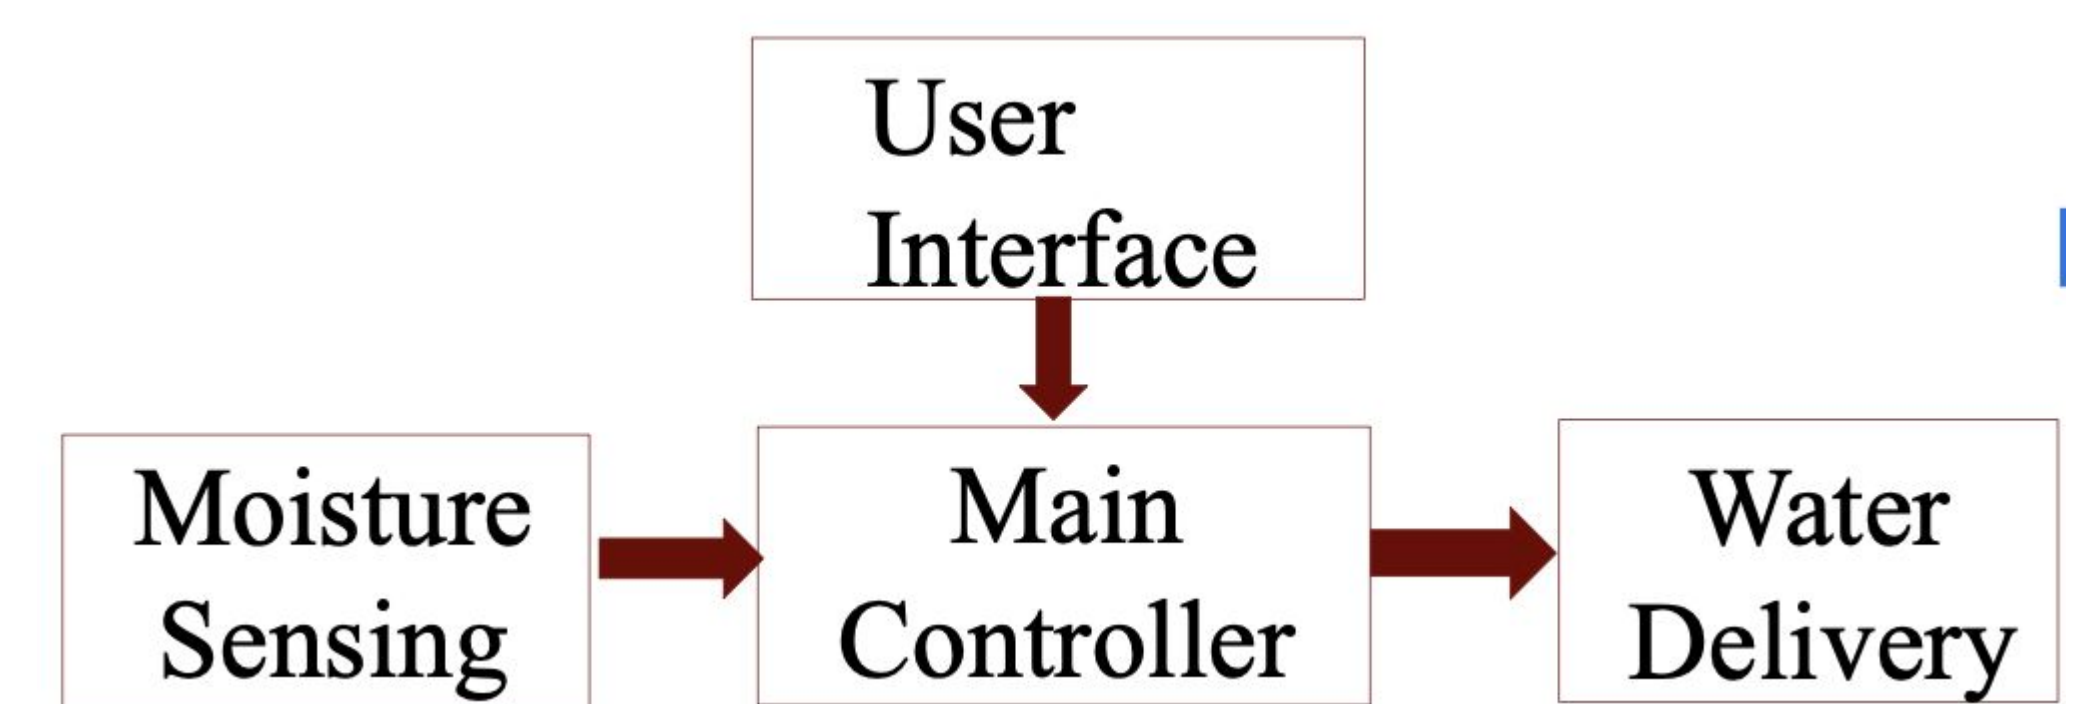 User
Interface
Moisture
Sensing
Main
Controller
Water
Delivery